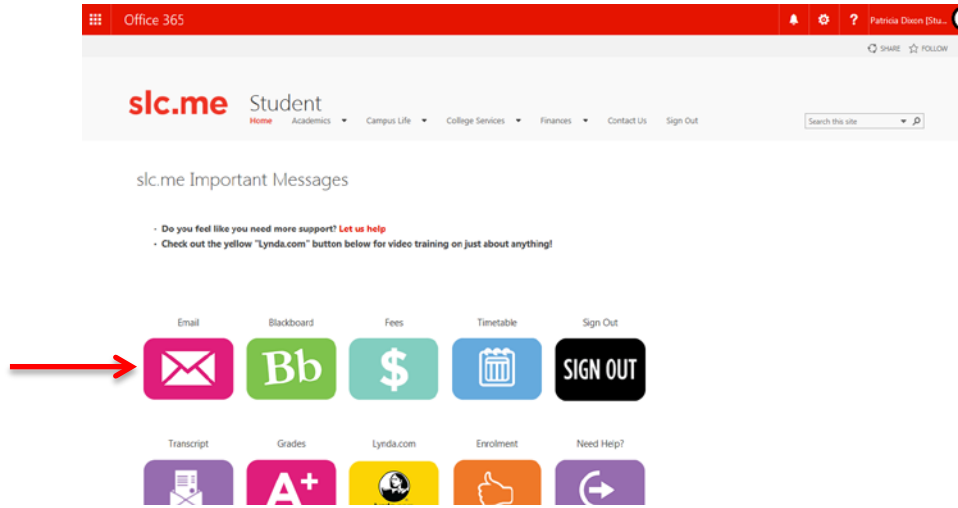 Office 365 ? Patricia Dixon [Stu...
SHARE FOLLOW
slc.me Student
Home Academics Campus Life College Services Finances Contact Us Sign Out Search this site
slc.me Important Messages
· Do you feel like you need more support? Let us help
· Check out the yellow "Lynda.com" button below for video training on just about anything!
Email Blackboard Fees Timetable Sign Out
Bb $ SIGN OUT
Transcript Grades Lynda.com Enrolment Need Help?
A+